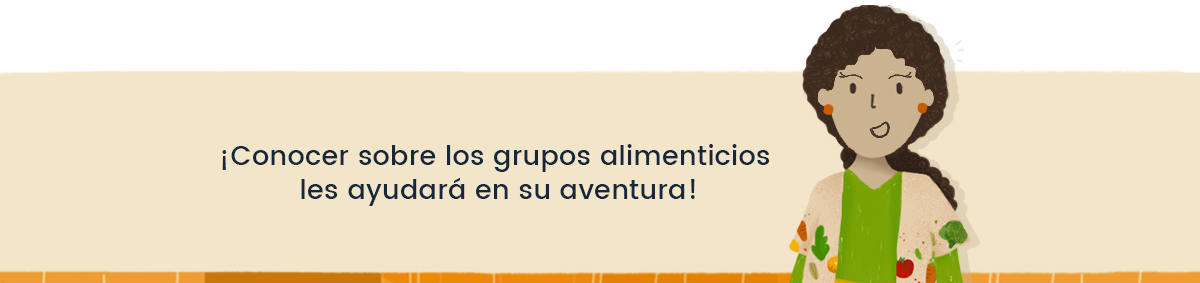 ¡Conocer sobre los grupos alimenticios
les ayudará en su aventura!